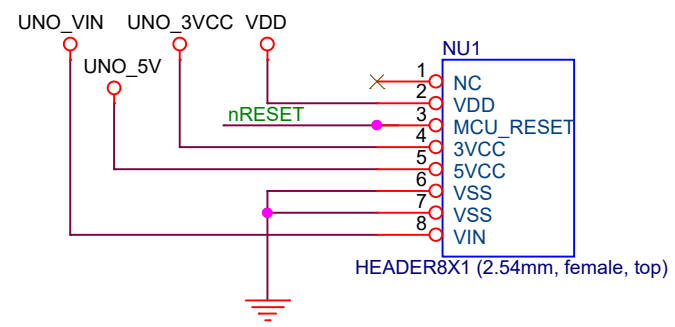 UNO_VIN UNO_3VCC VDD
NU1
UNO_5V
1 NC
2 VDD
nRESET
3 MCU_RESET
4 3VCC
5 5VCC
6 VSS
7 VSS
8 VIN
HEADER8X1 (2.54mm, female, top)